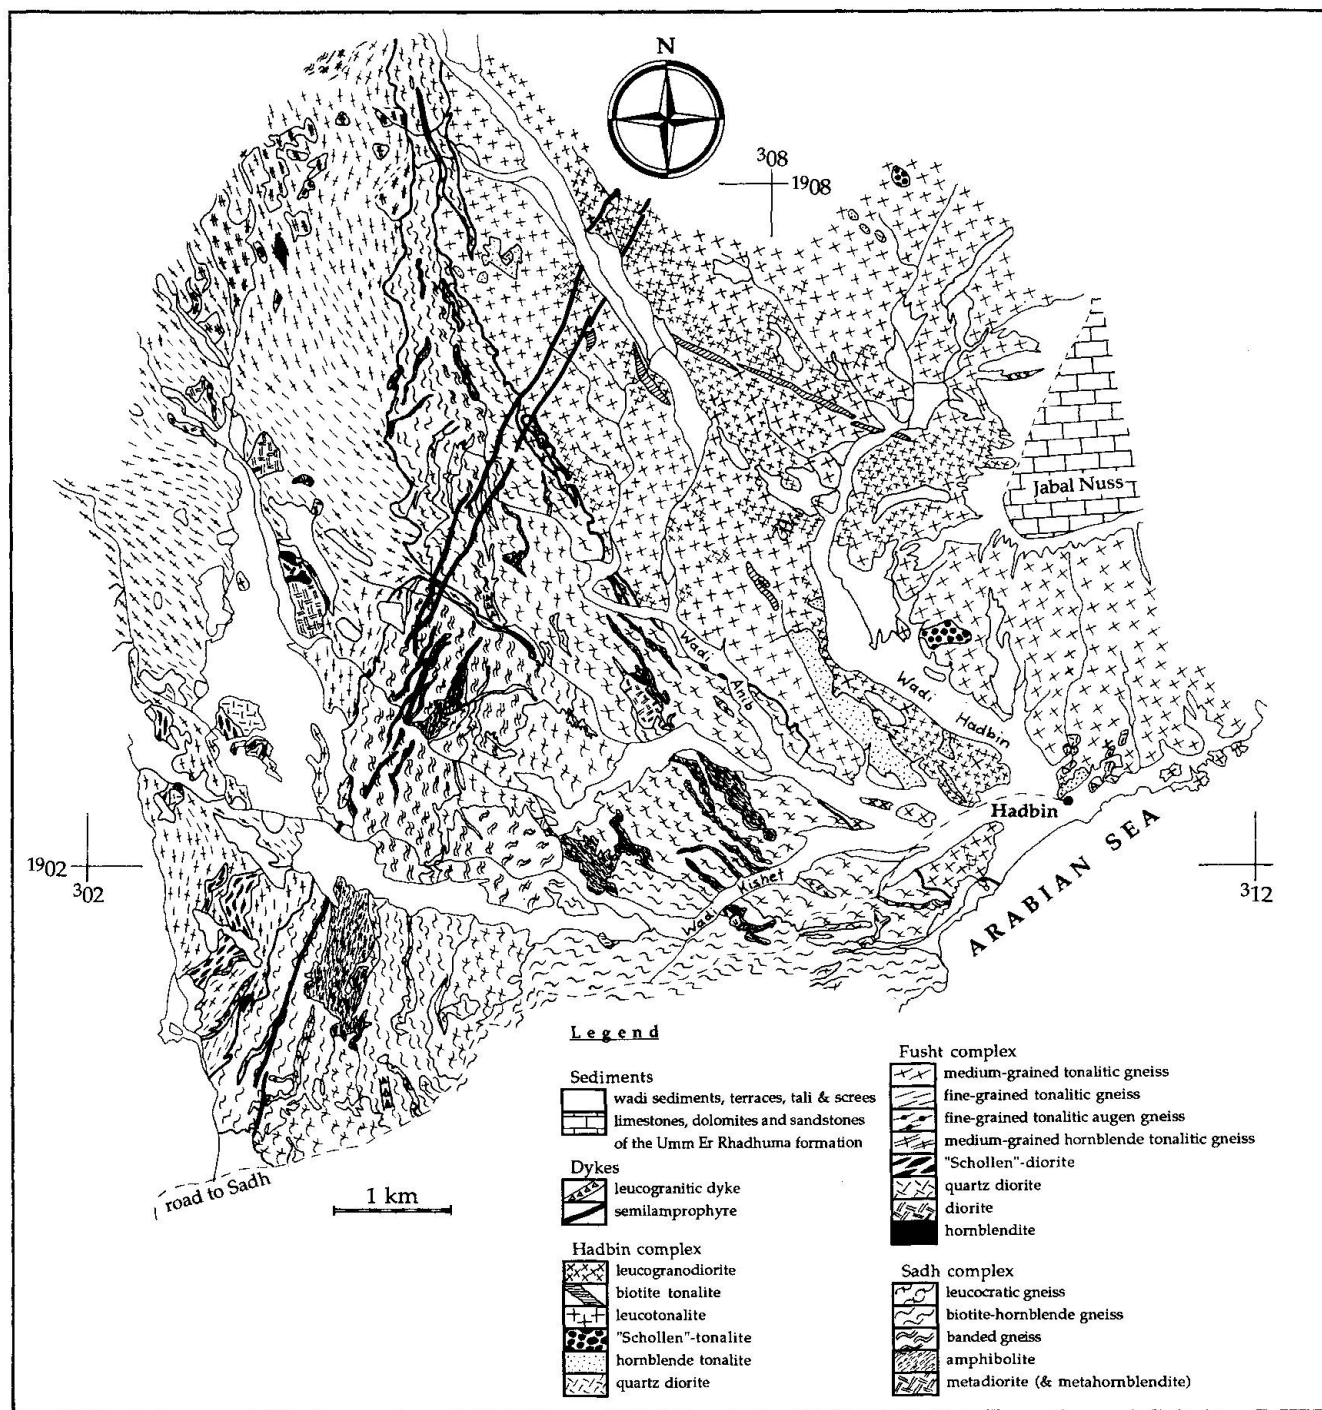 N
308
1908
Jabal Nuss
Wadi
Anib
Wadi
Hadbin
Hadbin
ARABIAN SEA
Wadi Kishet
1902
302
312
road to Sadh
1 km
Legend
Sediments
wadi sediments, terraces, tali & screes
limestones, dolomites and sandstones
of the Umm Er Rhadhuma formation
Dykes
leucogranitic dyke
semilamprophyre
Hadbin complex
leucogranodiorite
biotite tonalite
leucotonalite
"Schollen"-tonalite
hornblende tonalite
quartz diorite
Fusht complex
medium-grained tonalitic gneiss
fine-grained tonalitic gneiss
fine-grained tonalitic augen gneiss
medium-grained hornblende tonalitic gneiss
"Schollen"-diorite
quartz diorite
diorite
hornblendite
Sadh complex
leucocratic gneiss
biotite-hornblende gneiss
banded gneiss
amphibolite
metadiorite (& metahornblendite)